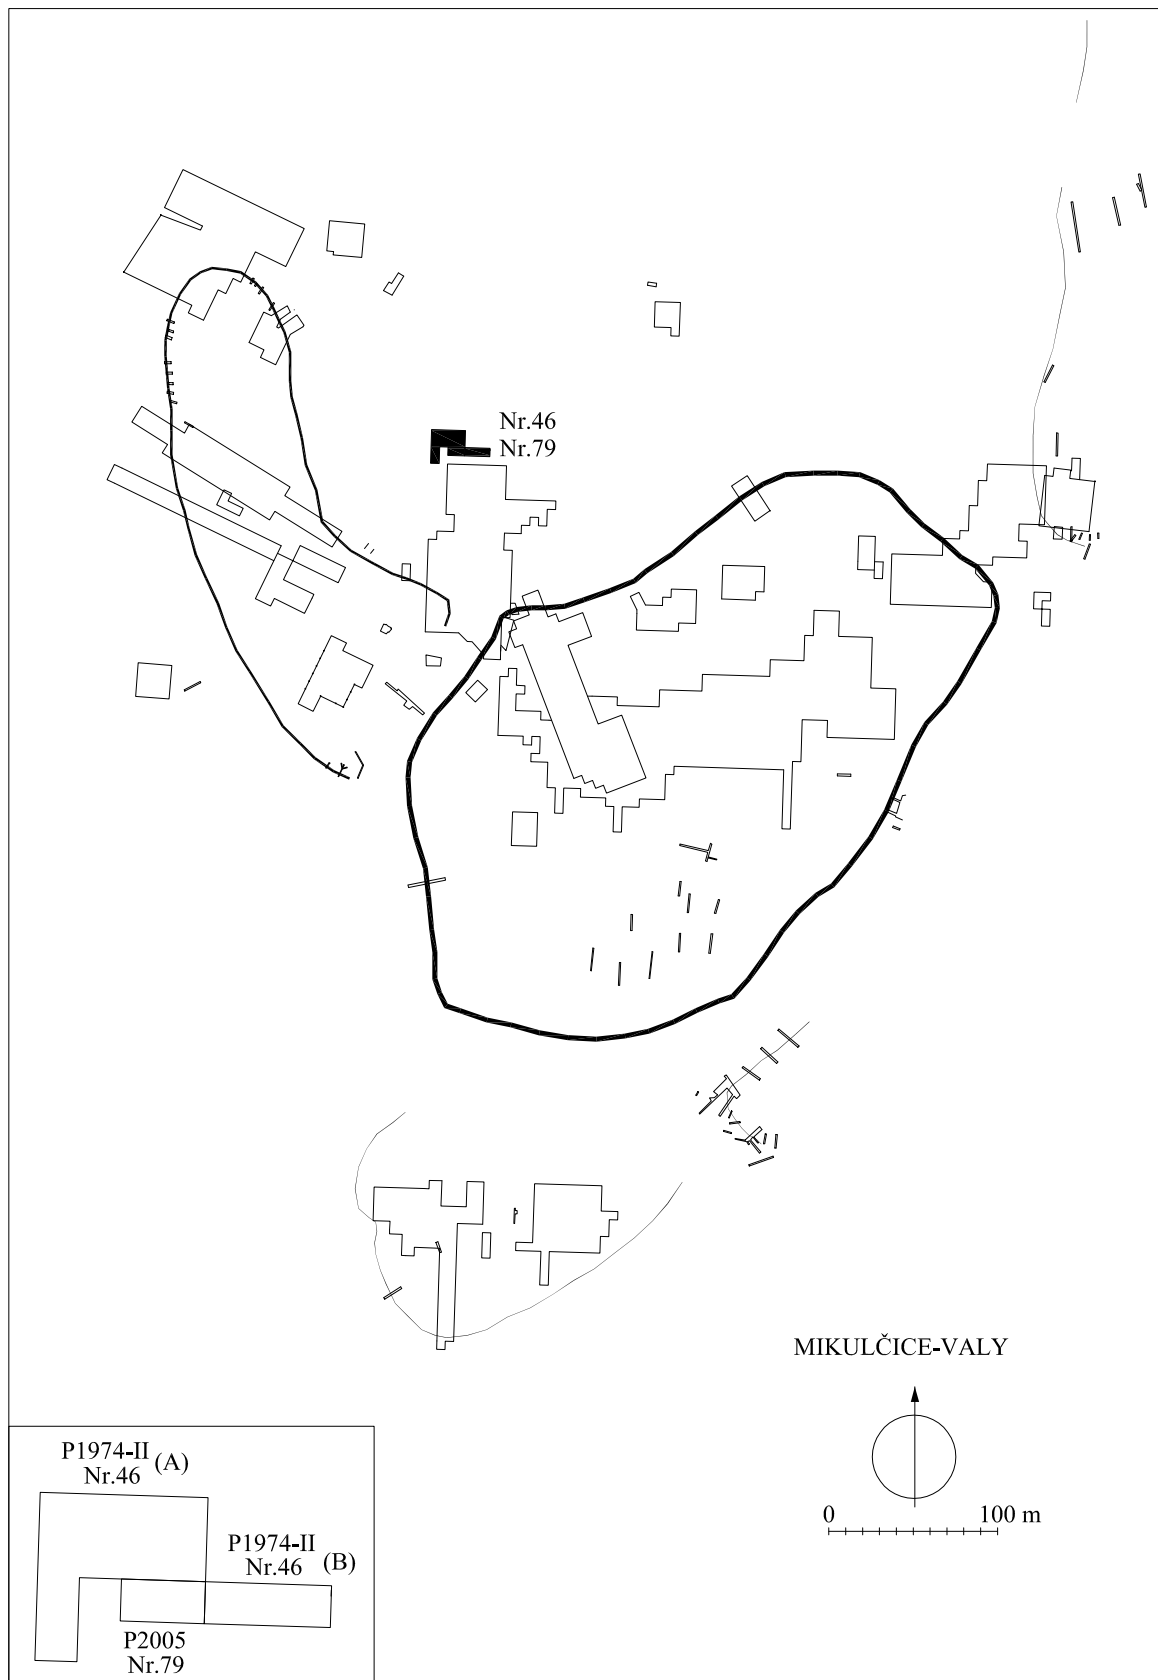 Nr.46
Nr.79
MIKULČICE-VALY
0 100 m
P1974-II (A)
Nr.46
P1974-II
Nr.46 (B)
P2005
Nr.79